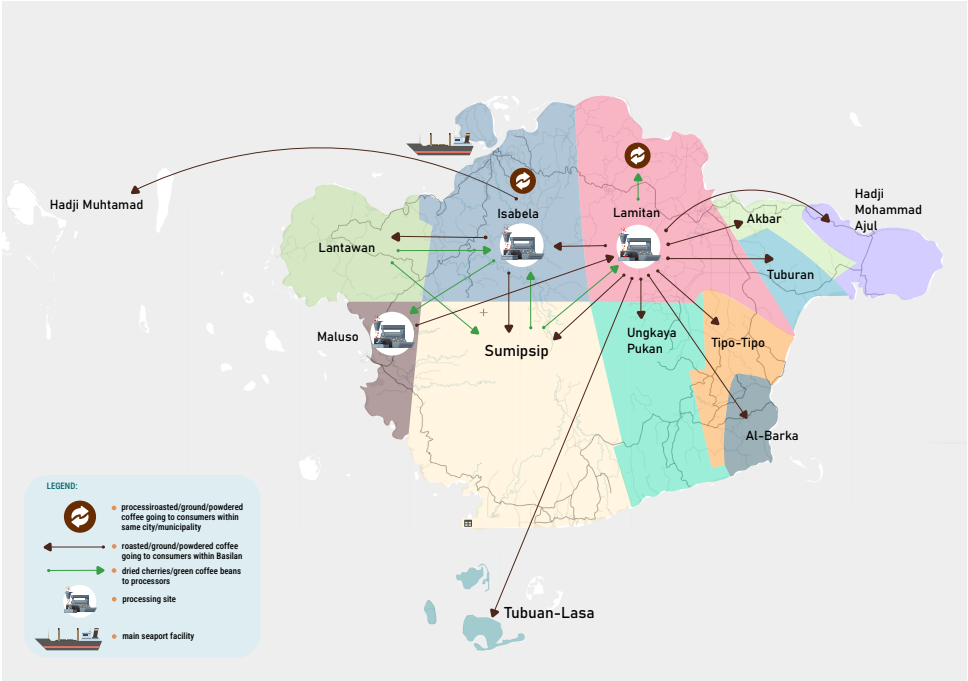 Hadji Muhtamad
Isabela
Lamitan
Hadji
Mohammad
Ajul
Akbar
Lantawan
Tuburan
Maluso
Sumipsip
Ungkaya
Pukan
Tipo-Tipo
Al-Barka
Tubuan-Lasa
LEGEND:
processiroasted/ground/powdered
coffee going to consumers within
same city/municipality
roasted/ground/powdered coffee
going to consumers within Basilan
dried cherries/green coffee beans
to processors
processing site
main seaport facility